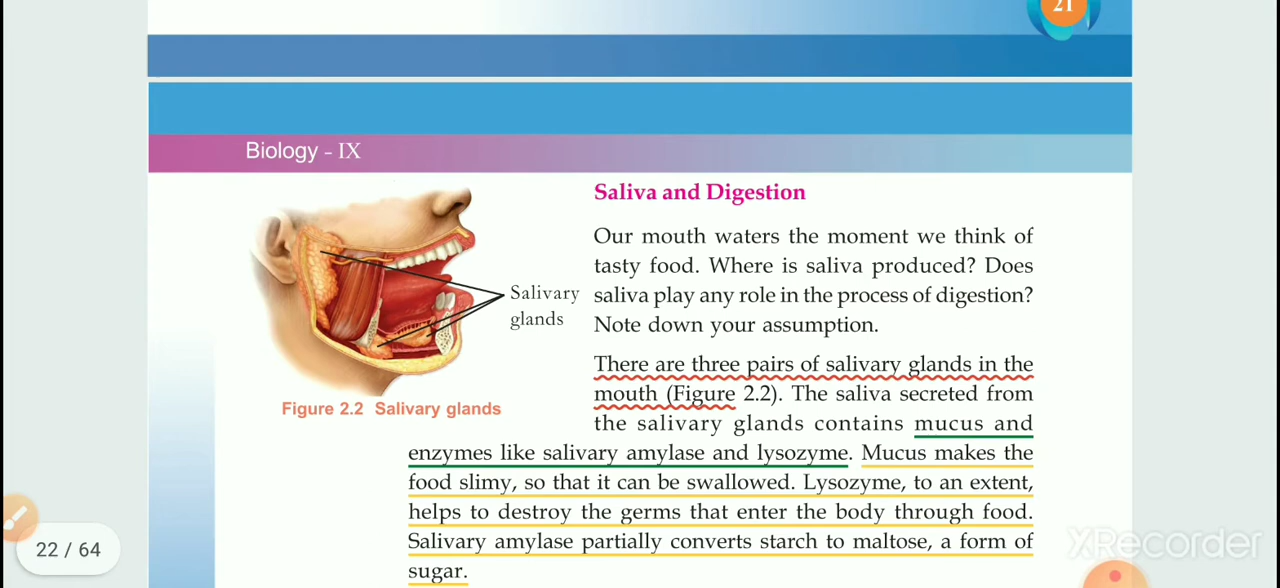 21
Biology - IX
Saliva and Digestion
Our mouth waters the moment we think of
tasty food. Where is saliva produced? Does
saliva play any role in the process of digestion?
Note down your assumption.
Salivary
glands
Figure 2.2 Salivary glands
There are three pairs of salivary glands in the
mouth (Figure 2.2). The saliva secreted from
the salivary glands contains mucus and
enzymes like salivary amylase and lysozyme. Mucus makes the
food slimy, so that it can be swallowed. Lysozyme, to an extent,
helps to destroy the germs that enter the body through food.
Salivary amylase partially converts starch to maltose, a form of
sugar.
22 / 64
XRecorder